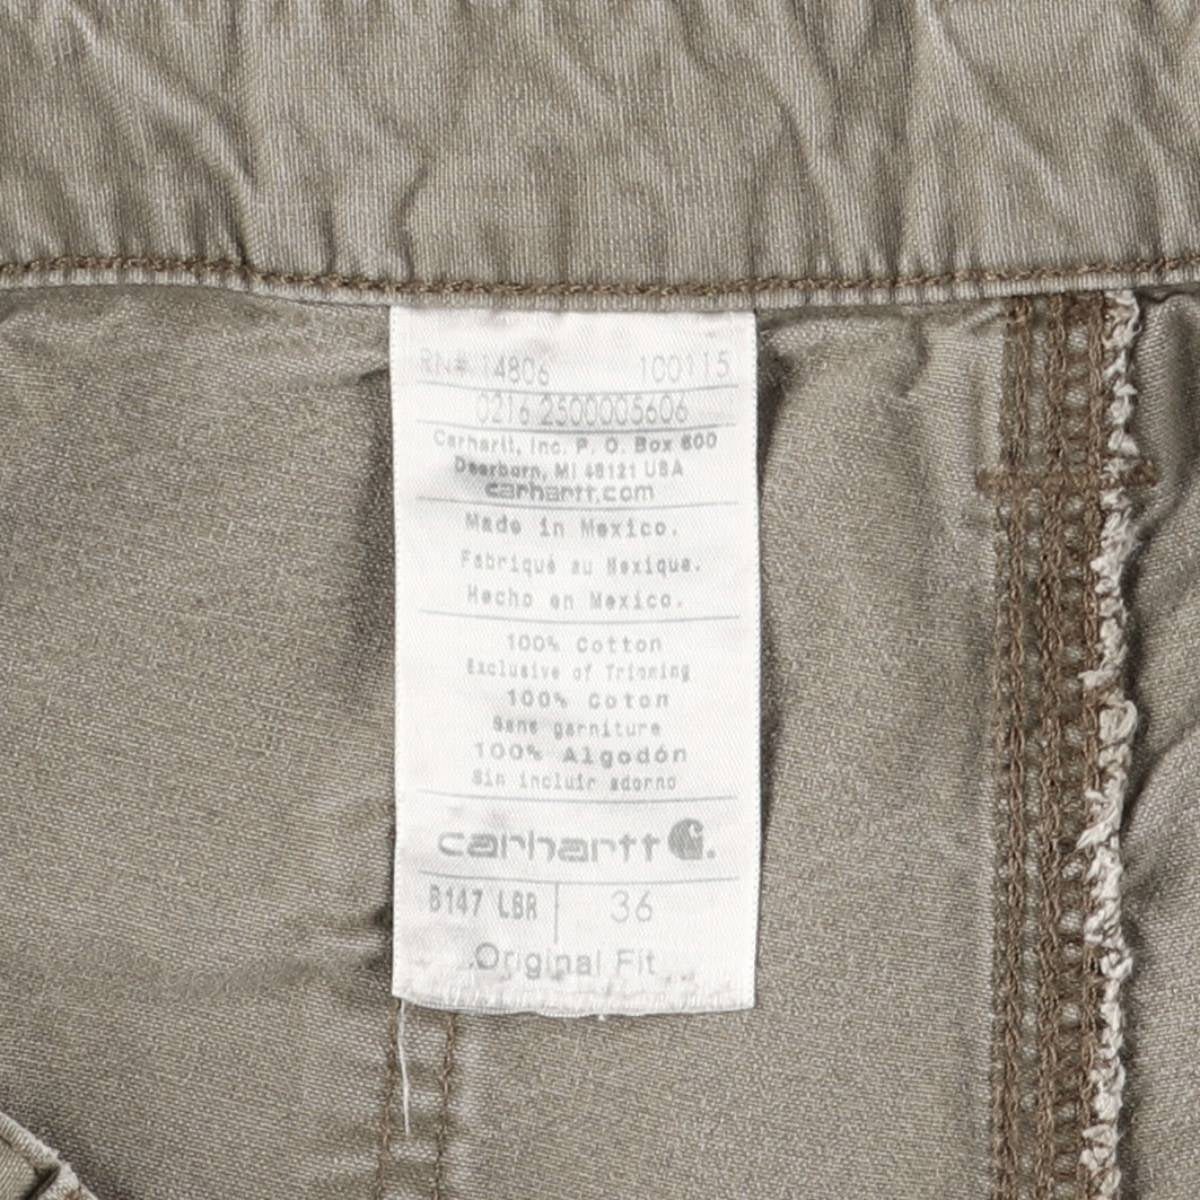 RN# 14806 100115
0216 2500005606
Carhartt, Inc. P. O. Box 600
Dearborn, MI 48121 USA
carhartt.com
Made in Mexico.
Fabriqué au Mexique.
Hecho en Mexico.
100% Cotton
Exclusive of Trimming
100% Coton
Sans garniture
100% Algodón
Sin incluir adorno
carhartt
B147 LBR 36
Original Fit